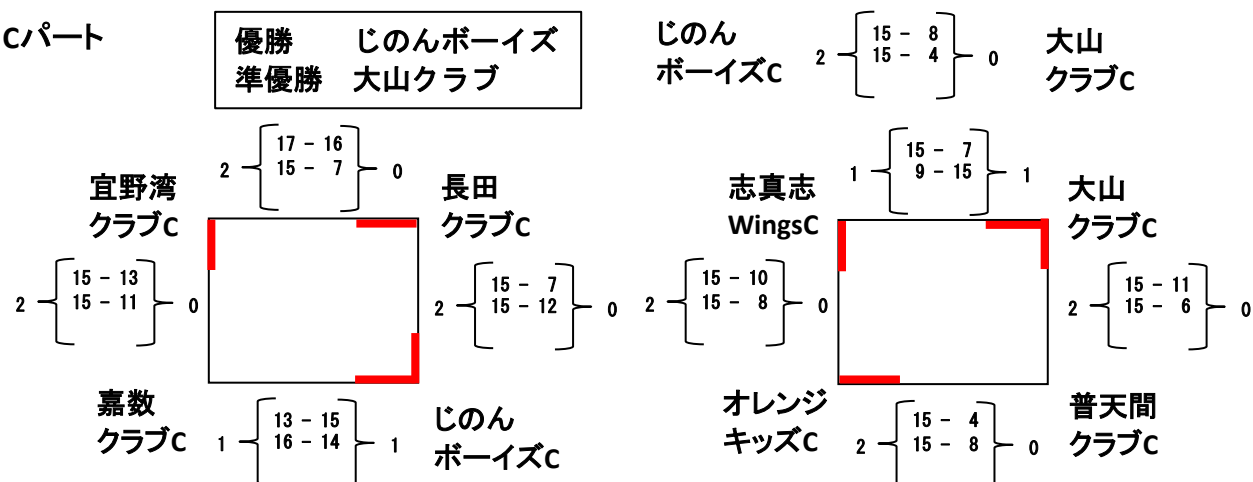 Cパート
優勝 じのんボーイズ
準優勝 大山クラブ
じのん
ボーイズC
2
15 - 8
15 - 4
0
大山
クラブC
2
17 - 16
15 - 7
0
宜野湾
クラブC
長田
クラブC
2
15 - 13
15 - 11
0
2
15 - 7
15 - 12
0
嘉数
クラブC
1
13 - 15
16 - 14
1
じのん
ボーイズC
1
15 - 7
9 - 15
1
志真志
WingsC
大山
クラブC
2
15 - 10
15 - 8
0
2
15 - 11
15 - 6
0
オレンジ
キッズC
2
15 - 4
15 - 8
0
普天間
クラブC